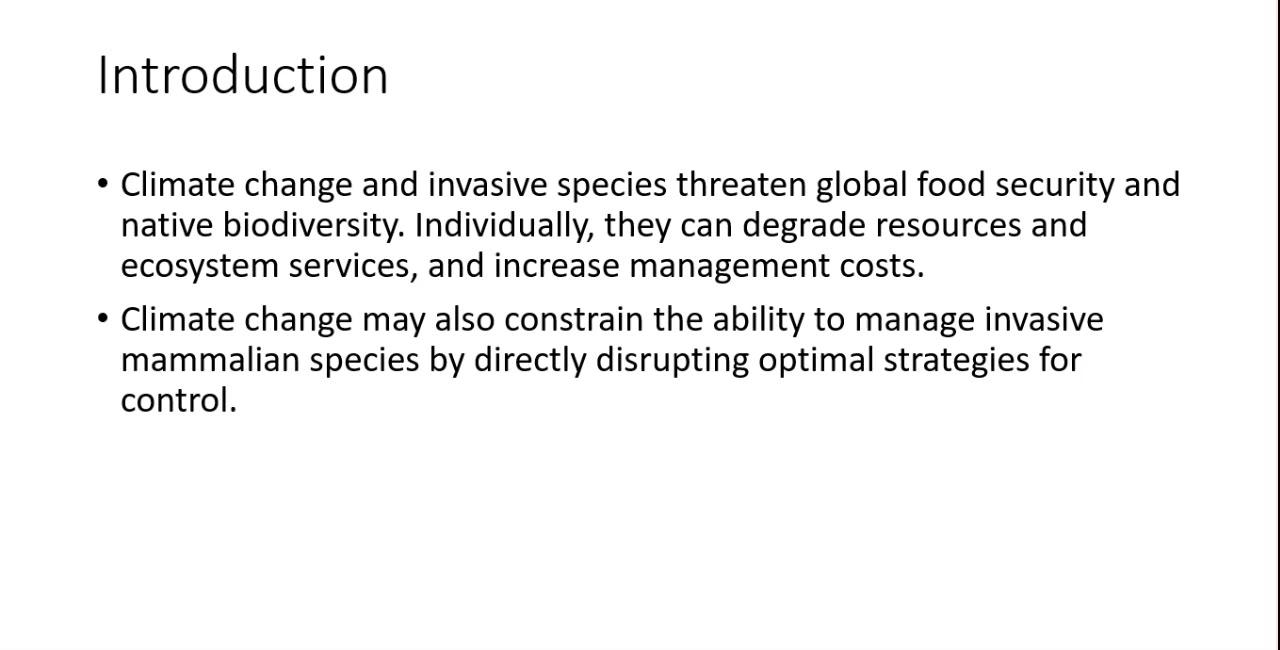 Introduction
• Climate change and invasive species threaten global food security and
native biodiversity. Individually, they can degrade resources and
ecosystem services, and increase management costs.
• Climate change may also constrain the ability to manage invasive
mammalian species by directly disrupting optimal strategies for
control.